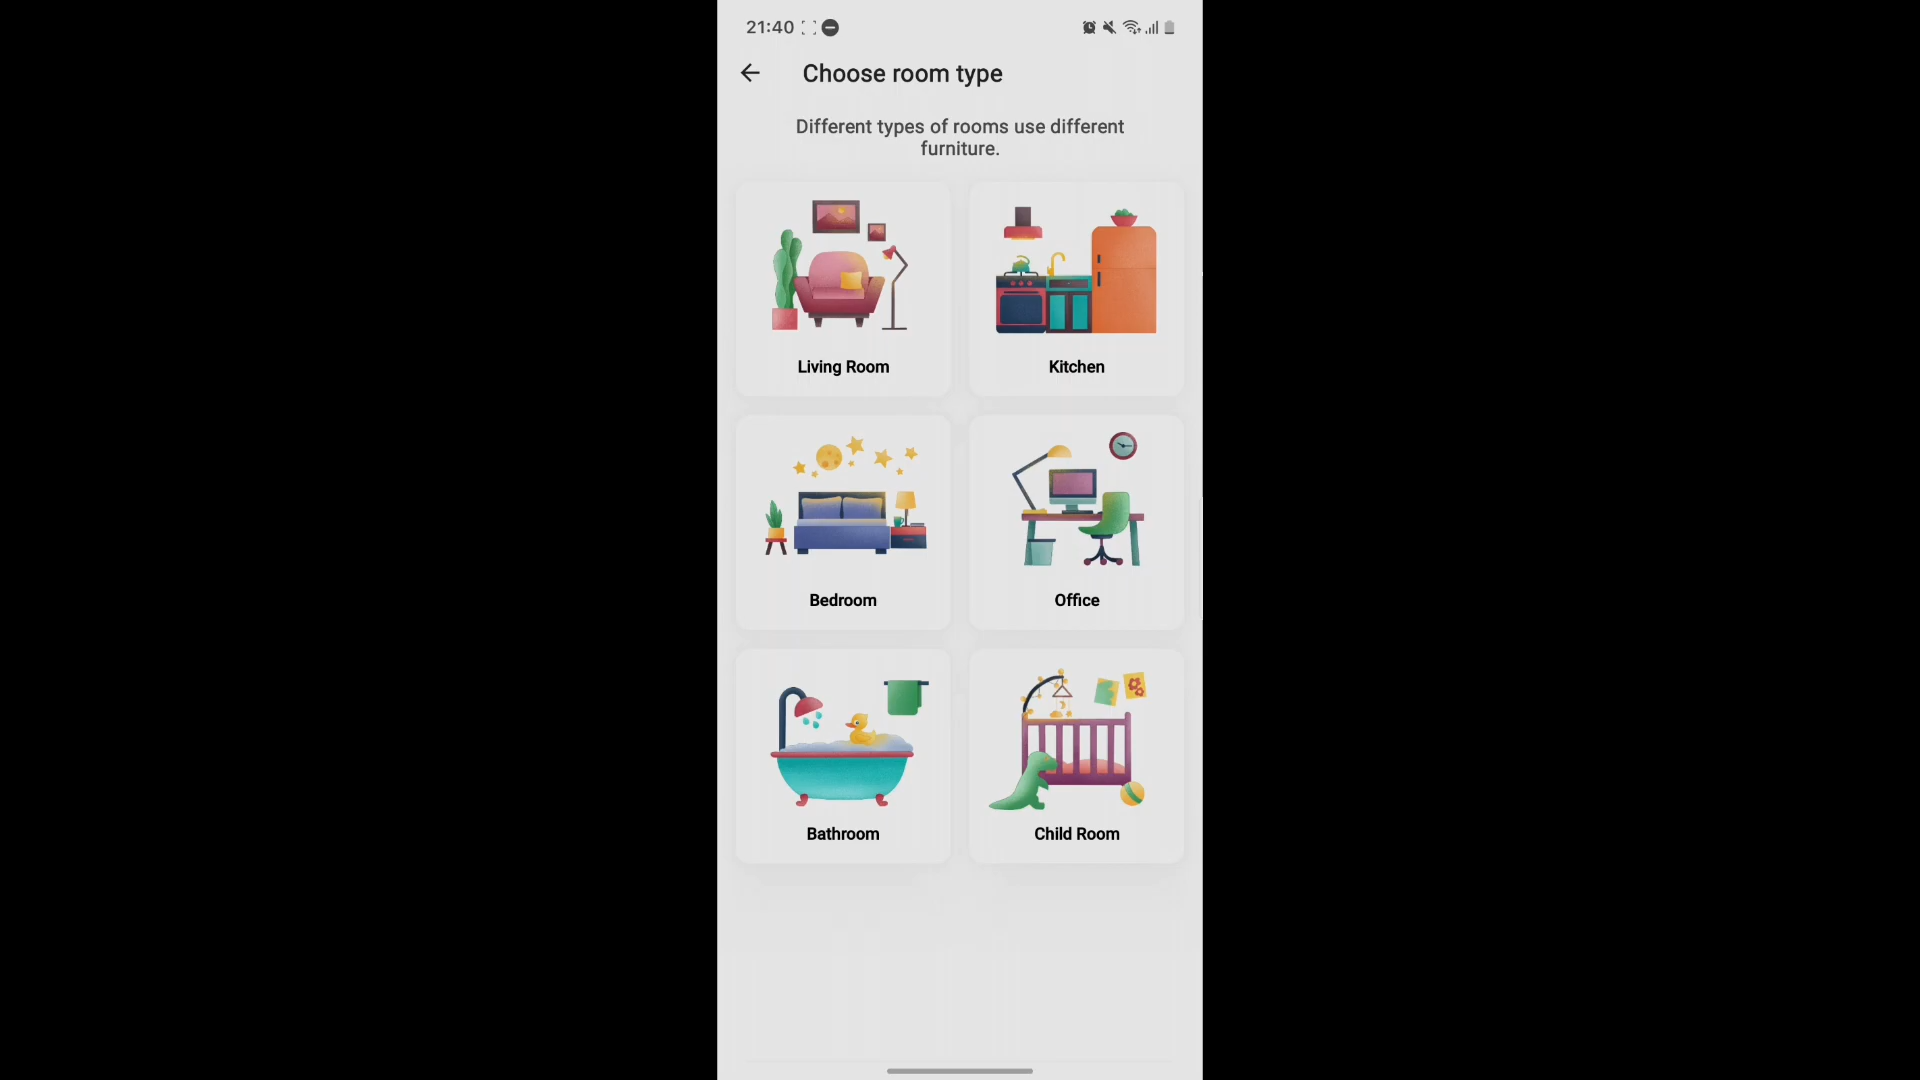 21:40
Choose room type
Different types of rooms use different
furniture.
Living Room
Kitchen
Bedroom
Office
Bathroom
Child Room